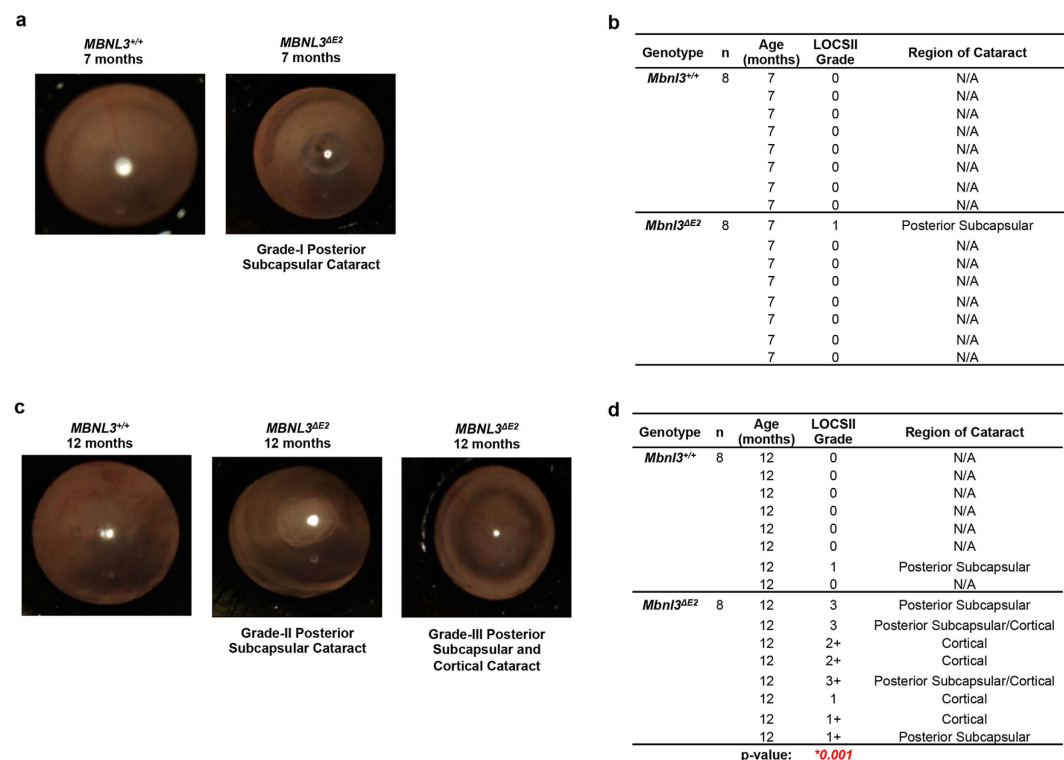 a
MBNL3+/+
7 months
MBNL3ΔE2
7 months
Grade-I Posterior
Subcapsular Cataract
b
Genotype n Age (months) LOCSII Grade Region of Cataract
Mbnl3+/+ 8 7 0 N/A
7 0 N/A
7 0 N/A
7 0 N/A
7 0 N/A
7 0 N/A
7 0 N/A
7 0 N/A
Mbnl3ΔE2 8 7 1 Posterior Subcapsular
7 0 N/A
7 0 N/A
7 0 N/A
7 0 N/A
7 0 N/A
7 0 N/A
7 0 N/A
c
MBNL3+/+
12 months
MBNL3ΔE2
12 months
MBNL3ΔE2
12 months
Grade-II Posterior
Subcapsular Cataract
Grade-III Posterior
Subcapsular and
Cortical Cataract
d
Genotype n Age (months) LOCSII Grade Region of Cataract
Mbnl3+/+ 8 12 0 N/A
12 0 N/A
12 0 N/A
12 0 N/A
12 0 N/A
12 0 N/A
12 1 Posterior Subcapsular
12 0 N/A
Mbnl3ΔE2 8 12 3 Posterior Subcapsular
12 3 Posterior Subcapsular/Cortical
12 2+ Cortical
12 2+ Cortical
12 3+ Posterior Subcapsular/Cortical
12 1 Cortical
12 1+ Cortical
12 1+ Posterior Subcapsular
p-value: *0.001